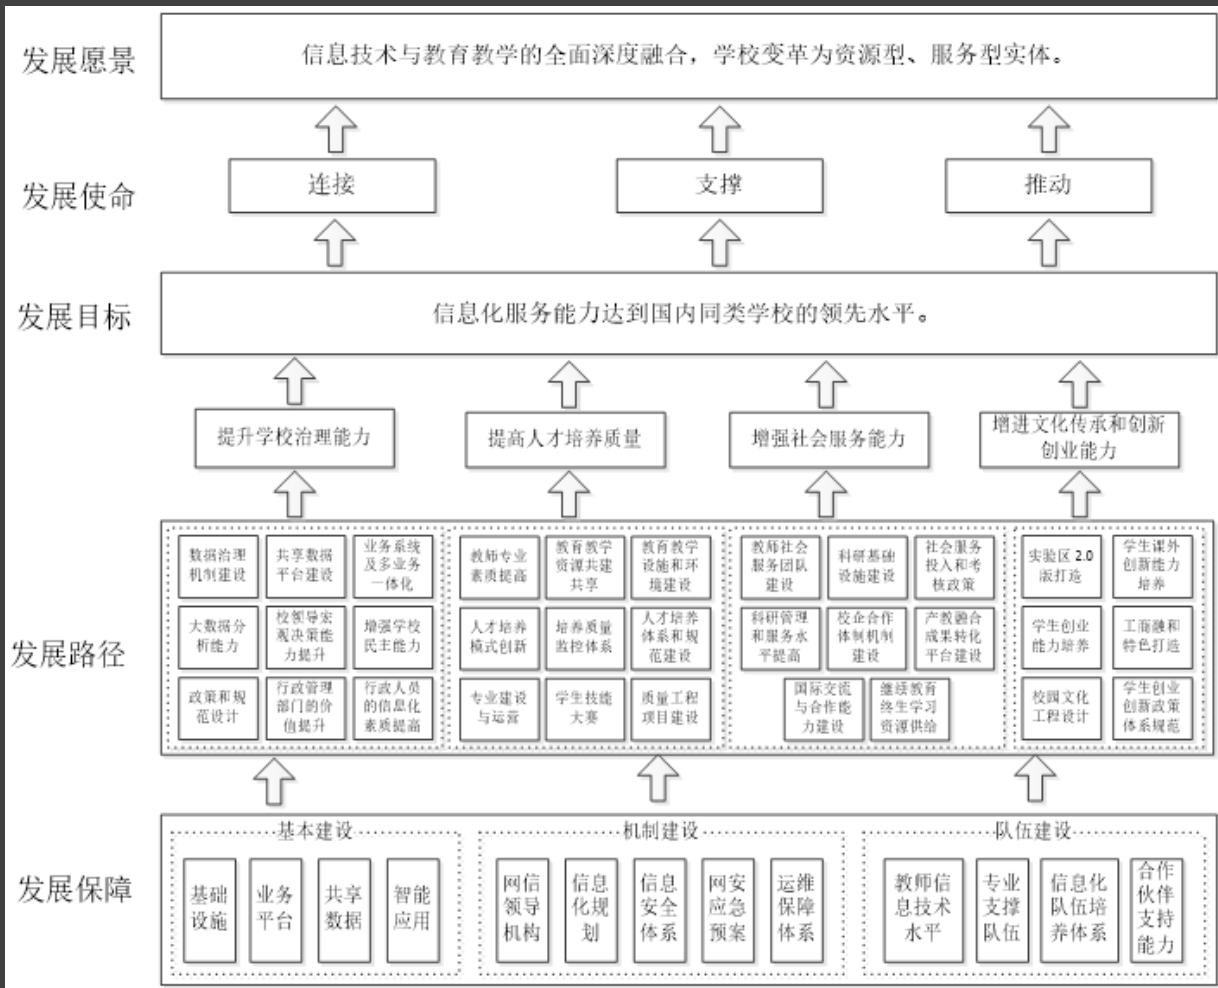 发展愿景
信息技术与教育教学的全面深度融合，学校变革为资源型、服务型实体。
发展使命
连接
支撑
推动
发展目标
信息化服务能力达到国内同类学校的领先水平。
提升学校治理能力
提高人才培养质量
增强社会服务能力
增进文化传承和创新
创业能力
发展路径
数据治理
机制建设
共享数据
平台建设
业务系统
及多业务
一体化
大数据分
析能力
校领导宏
观决策能
力提升
增强学校
民主能力
政策和规
范设计
行政管理
部门的价
值提升
行政人员
的信息化
素质提高
教师专业
素质提高
教育教学
资源共建
共享
教育教学
设施和环
境建设
人才培养
模式创新
培养质量
监控体系
人才培养
体系和规
范建设
专业建设
与运营
学生技能
大赛
质量工程
项目建设
教师社会
服务团队
建设
科研基础
设施建设
社会服务
投入和考
核政策
科研管理
和服务水
平提高
校企合作
体制机制
建设
产教融合
成果转化
平台建设
国际交流
与合作能
力建设
继续教育
终生学习
资源供给
实验区 2.0
版打造
学生课外
创新能力
培养
学生创业
能力培养
工商融和
特色打造
校园文化
工程设计
学生创业
创新政策
体系规范
发展保障
基本建设
基础
设施
业务
平台
共享
数据
智能
应用
机制建设
网信
领导
机构
信息
化规
划
信息
安全
体系
网安
应急
预案
运维
保障
体系
队伍建设
教师信
息技术
水平
专业
支撑
队伍
信息化
队伍培
养体系
合作
伙伴
支持
能力